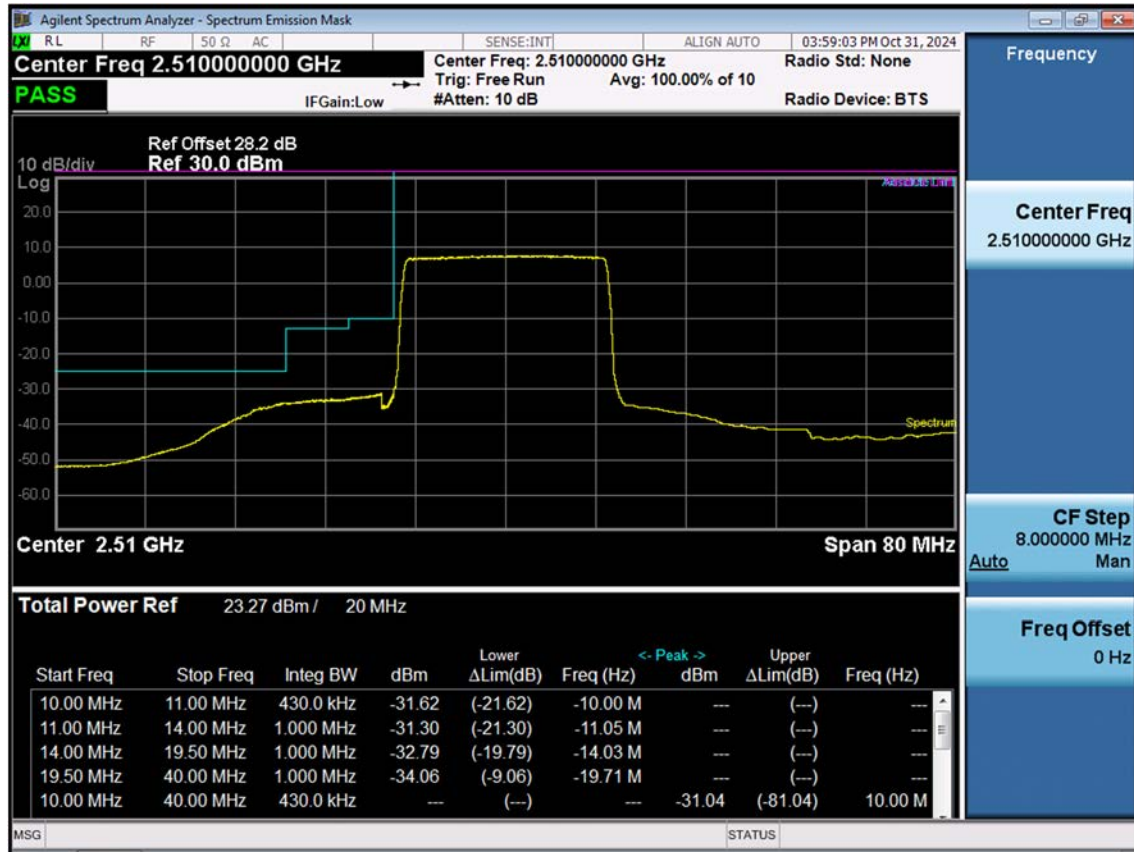 Agilent Spectrum Analyzer - Spectrum Emission Mask
LXI RL RF 50 Ω AC SENSE:INT ALIGN AUTO 03:59:03 PM Oct 31, 2024
Center Freq 2.510000000 GHz
PASS
IFGain:Low
Center Freq: 2.510000000 GHz
Trig: Free Run Avg: 100.00% of 10
#Atten: 10 dB
Radio Std: None
Radio Device: BTS
Ref Offset 28.2 dB
10 dB/div Ref 30.0 dBm
Log
Absolute Limit
20.0
10.0
0.00
-10.0
-20.0
-30.0
-40.0
Spectrum
-50.0
-60.0
Center 2.51 GHz Span 80 MHz
Total Power Ref 23.27 dBm / 20 MHz
Lower <- Peak -> Upper
Start Freq Stop Freq Integ BW dBm ΔLim(dB) Freq (Hz) dBm ΔLim(dB) Freq (Hz)
10.00 MHz 11.00 MHz 430.0 kHz -31.62 (-21.62) -10.00 M --- (---) ---
11.00 MHz 14.00 MHz 1.000 MHz -31.30 (-21.30) -11.05 M --- (---) ---
14.00 MHz 19.50 MHz 1.000 MHz -32.79 (-19.79) -14.03 M --- (---) ---
19.50 MHz 40.00 MHz 1.000 MHz -34.06 (-9.06) -19.71 M --- (---) ---
10.00 MHz 40.00 MHz 430.0 kHz --- (---) --- -31.04 (-81.04) 10.00 M
MSG STATUS
Frequency
Center Freq
2.510000000 GHz
CF Step
8.000000 MHz
Auto Man
Freq Offset
0 Hz